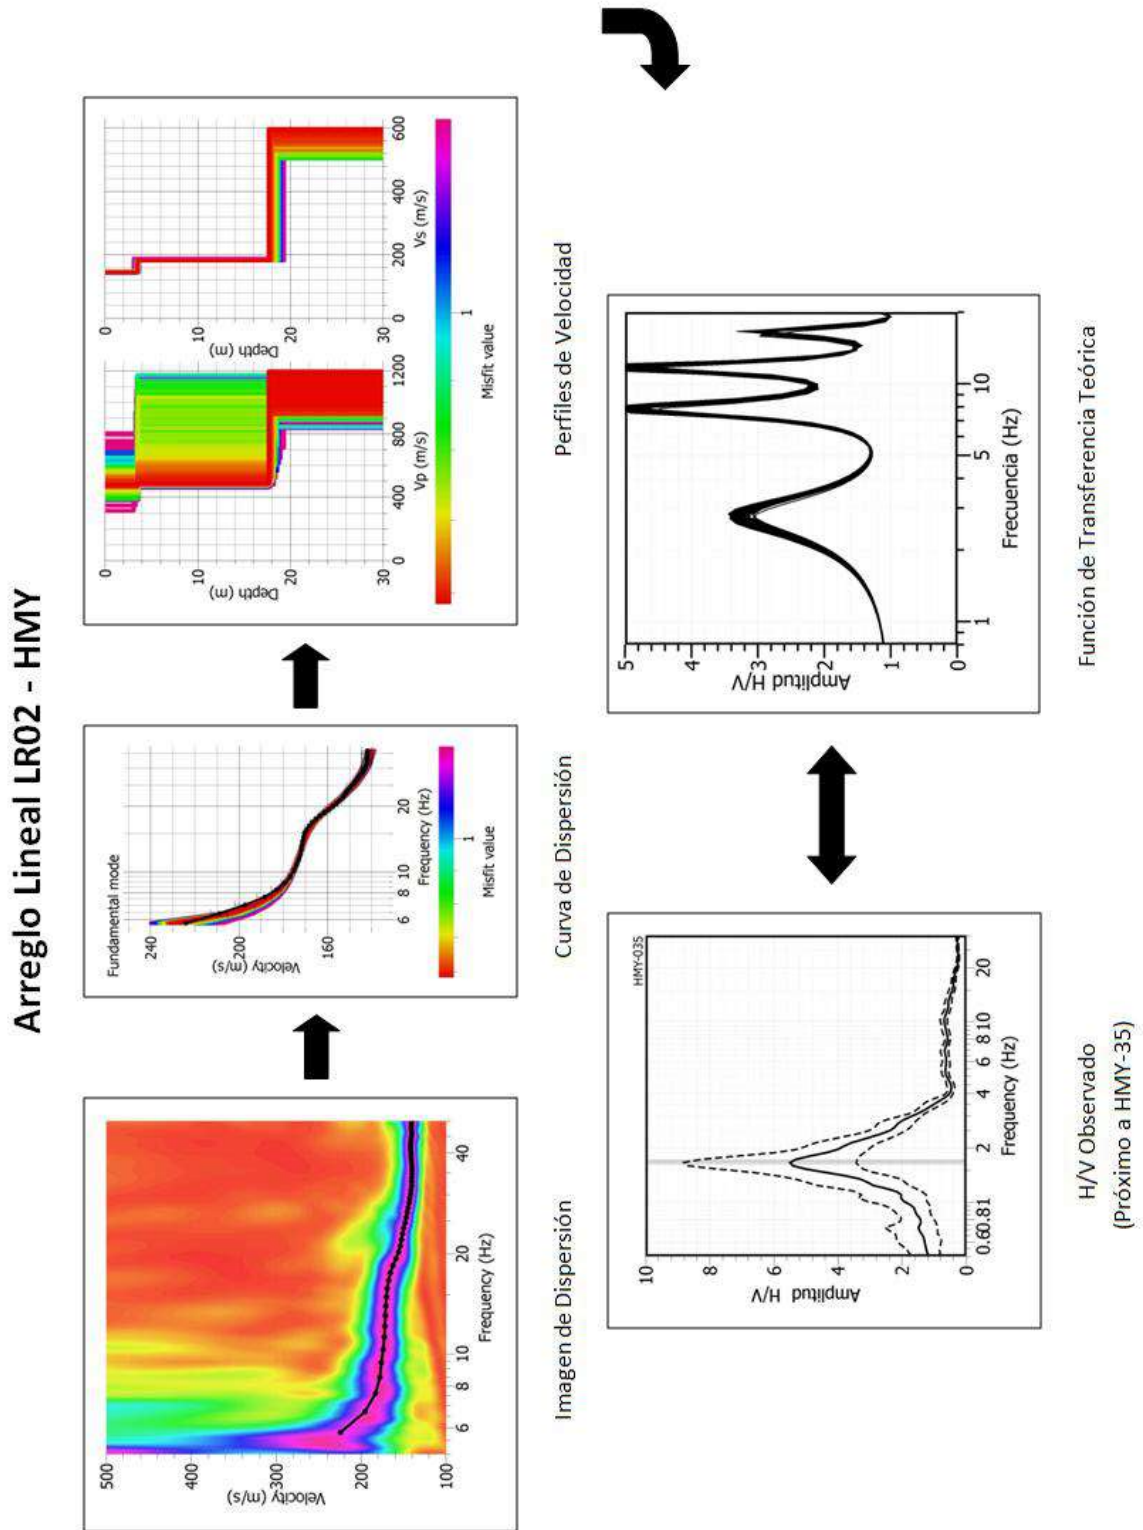 Arreglo Lineal LR02 - HMY
500
400
300
200
100
Velocity (m/s)
6
8
10
20
40
Frequency (Hz)
Imagen de Dispersión
Fundamental mode
240
200
160
Velocity (m/s)
6
8
10
20
Frequency (Hz)
1
Misfit value
Curva de Dispersión
0
10
20
30
Depth (m)
0
400
800
1200
Vp (m/s)
0
10
20
30
Depth (m)
0
200
400
600
Vs (m/s)
1
Misfit value
Perfiles de Velocidad
HMY-035
10
8
6
4
2
0
Amplitud H/V
0.60.81
2
4
6
8 10
20
Frequency (Hz)
H/V Observado
(Próximo a HMY-35)
5
4
3
2
1
0
Amplitud H/V
1
5
10
Frecuencia (Hz)
Función de Transferencia Teórica